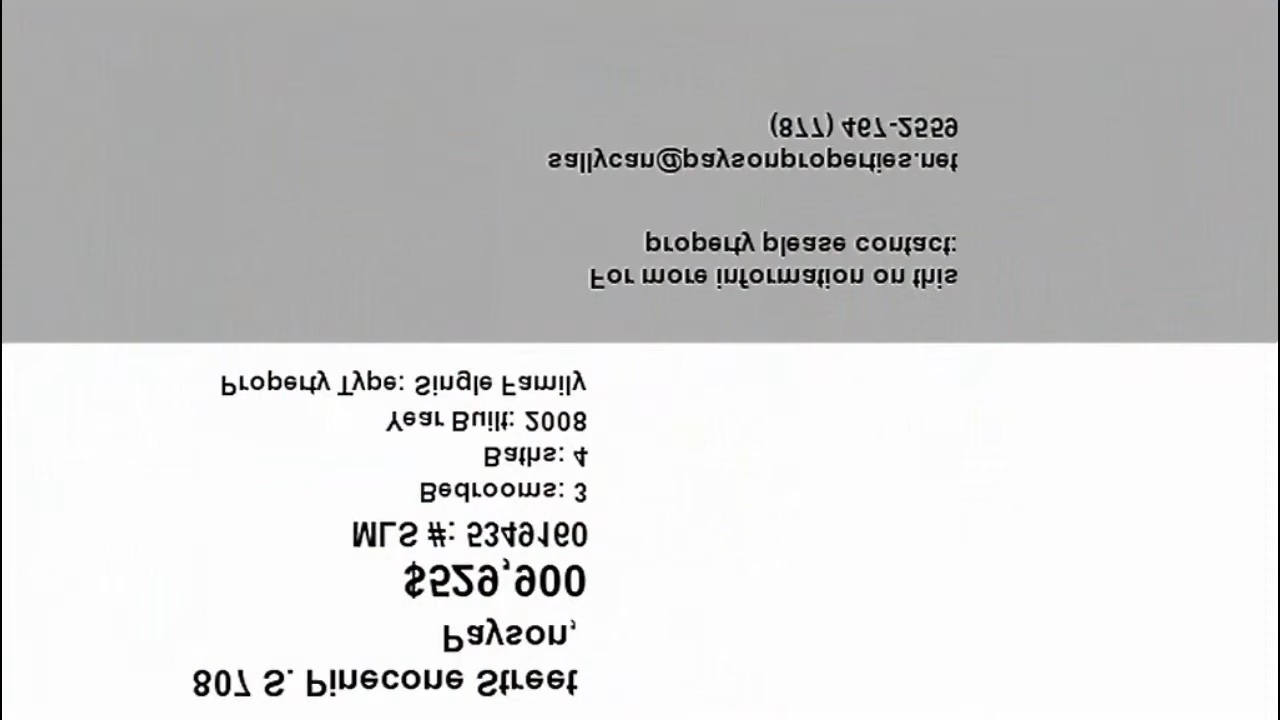 807 S. Pinecone Street
Payson,
$529,900
MLS #: 5349160
Bedrooms: 3
Baths: 4
Year Built: 2008
Property Type: Single Family
For more information on this
property please contact:
sallycan@paysonproperties.net
(877) 467-2559